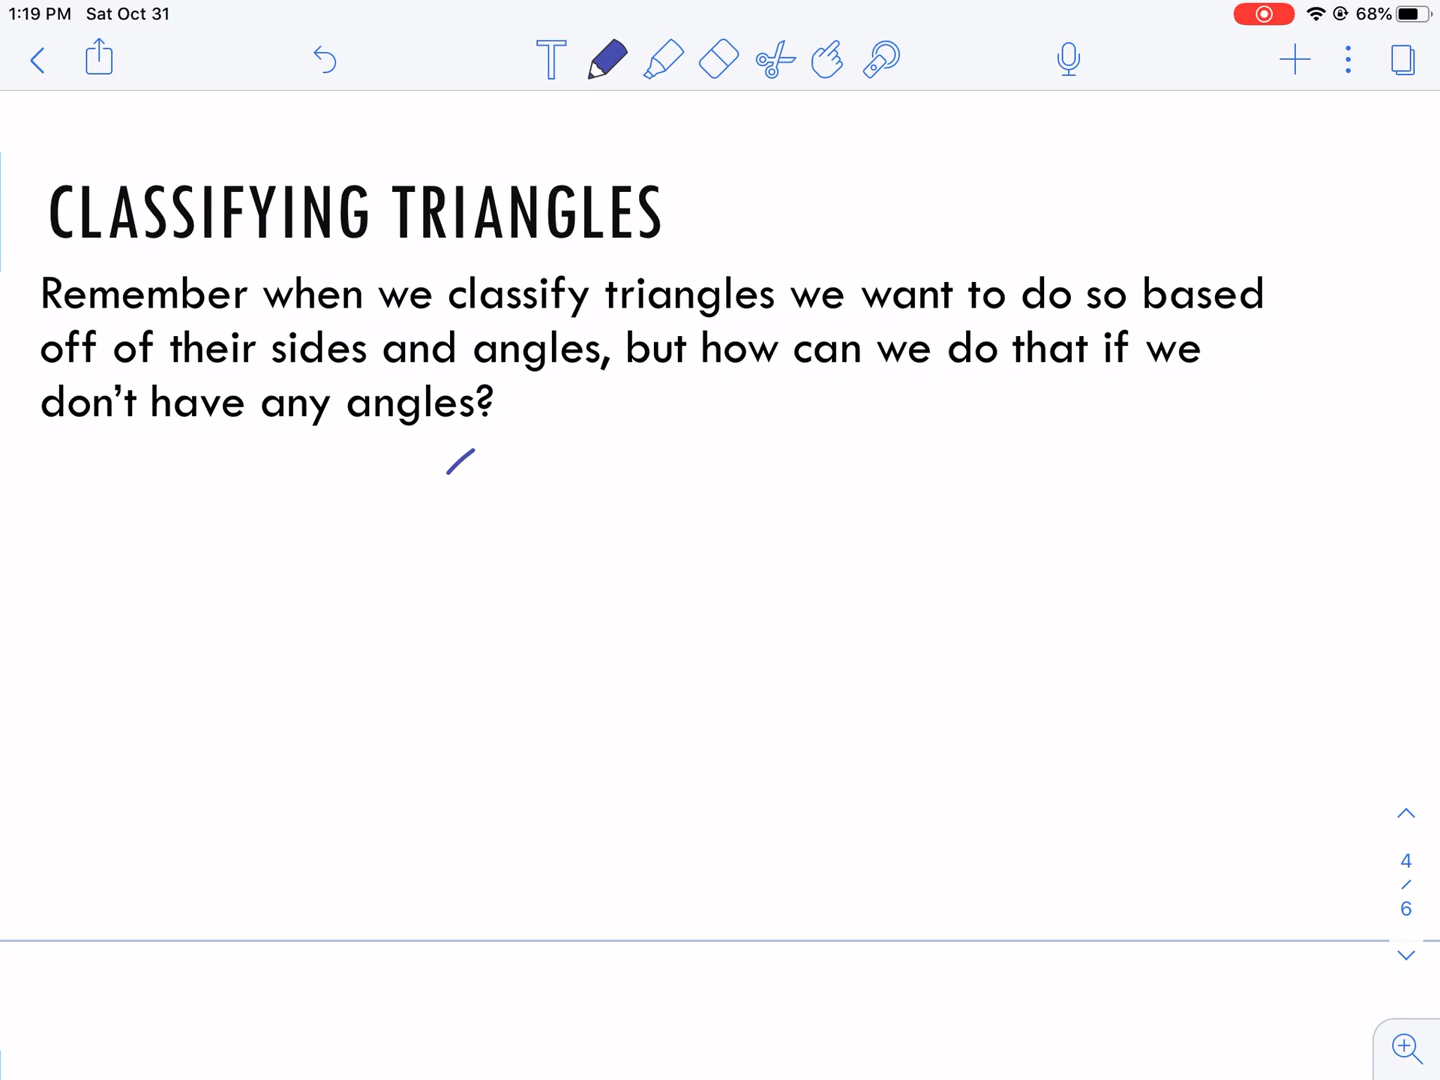 1:19 PM Sat Oct 31 68%
T
CLASSIFYING TRIANGLES
Remember when we classify triangles we want to do so based
off of their sides and angles, but how can we do that if we
don’t have any angles?
4
/
6